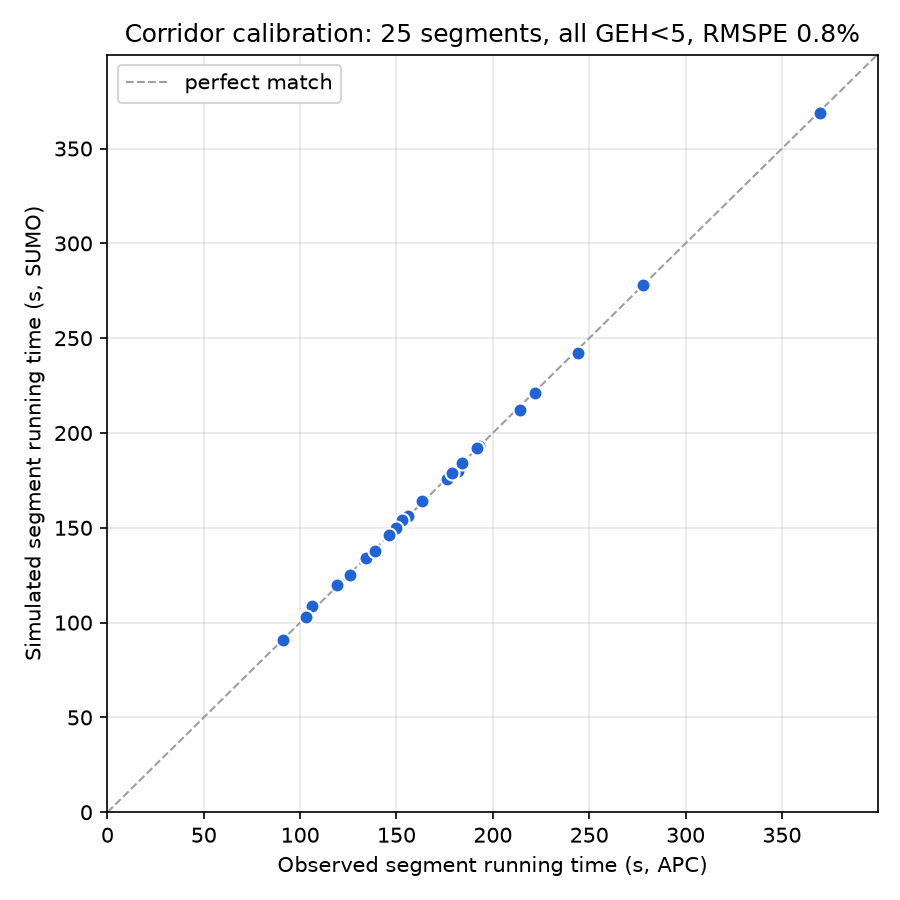 Corridor calibration: 25 segments, all GEH<5, RMSPE 0.8%
perfect match
Simulated segment running time (s, SUMO)
350
300
250
200
150
100
50
0
0 50 100 150 200 250 300 350
Observed segment running time (s, APC)